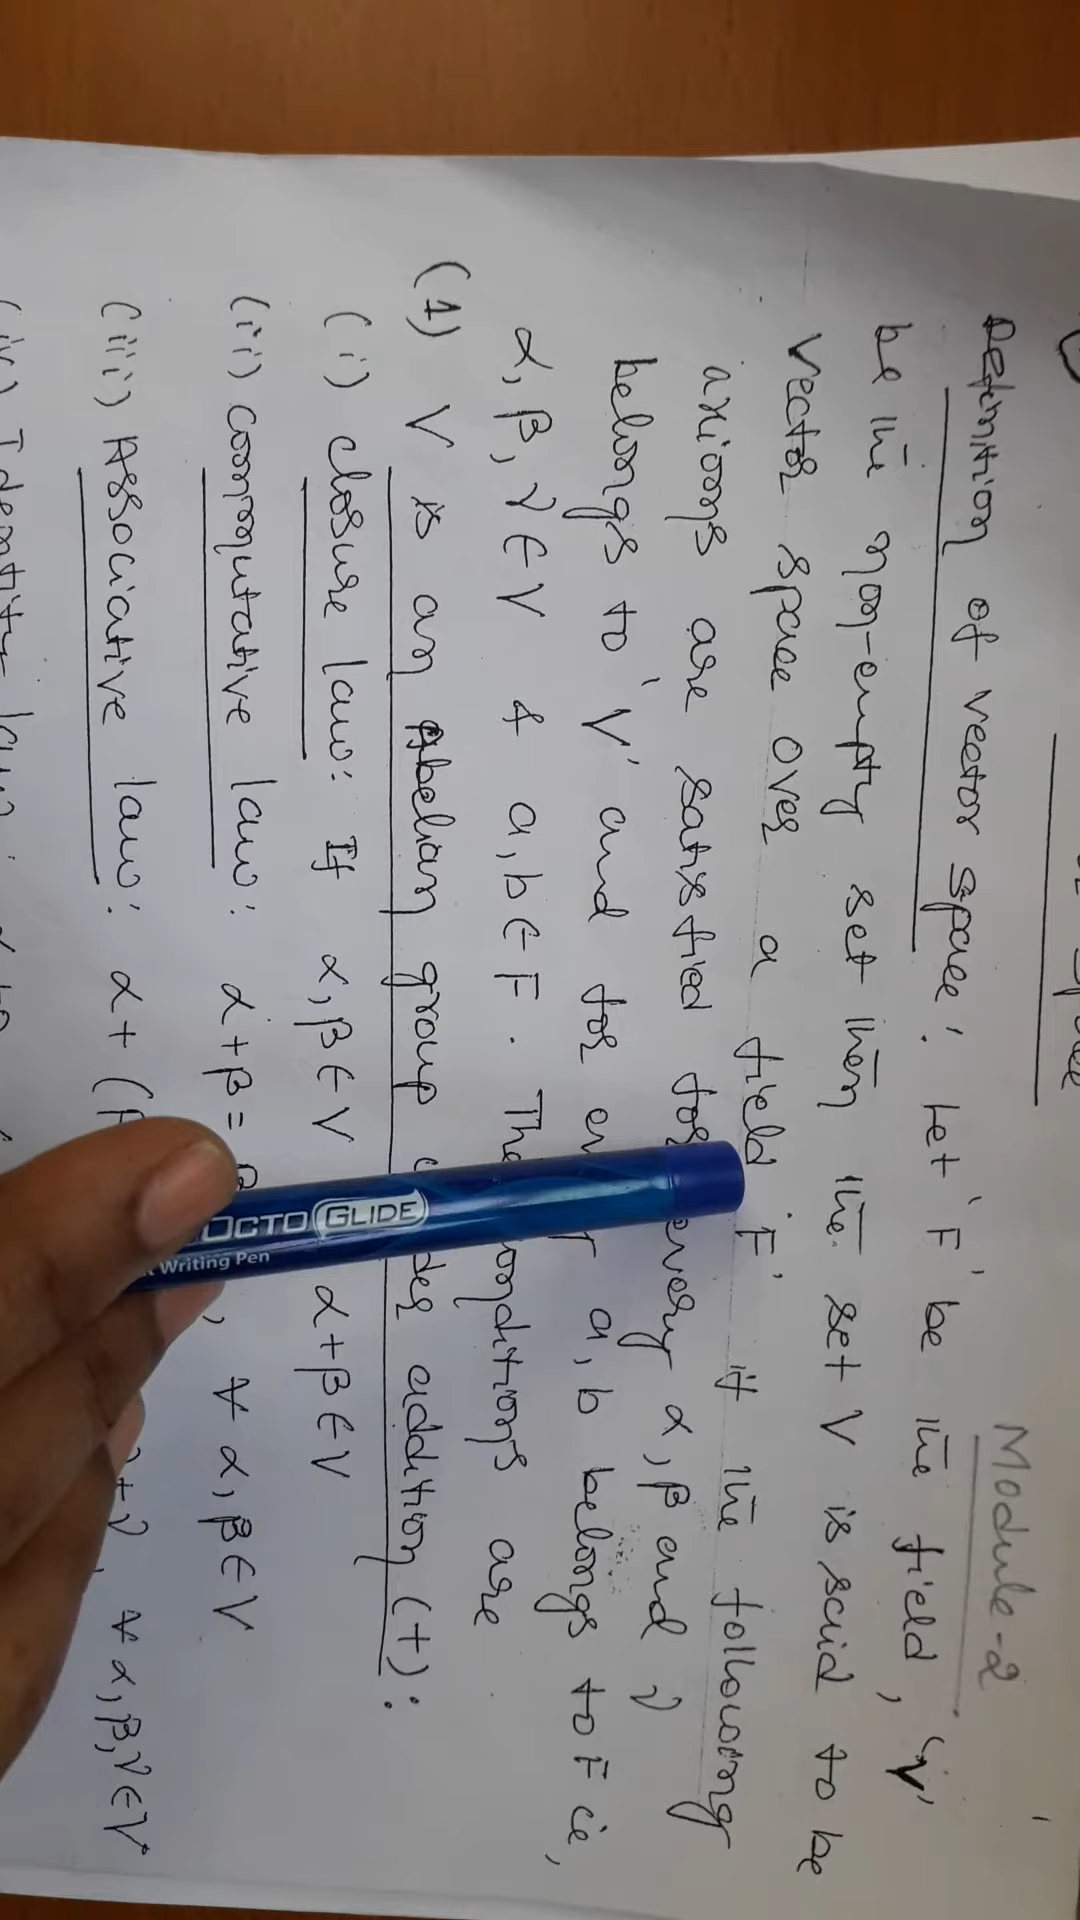 Module-2
Definition of vector space: Let 'F' be the field, 'V'
be the non-empty set then the set V is said to be
vector space over a field 'F' if the following
axioms are satisfied for every α, β and γ
belongs to 'V' and for a, b belongs to F ie,
α, β, γ ∈ V & a, b ∈ F. conditions are
(1) V is an Abelian group addition (+):
(i) closure law: If α, β ∈ V α+β ∈ V
(ii) commutative law: α+β = , ∀ α, β ∈ V
(iii) Associative law: α+( +γ, ∀ α, β, γ ∈ V
(iv) Identity law:
OCTO GLIDE
Writing Pen